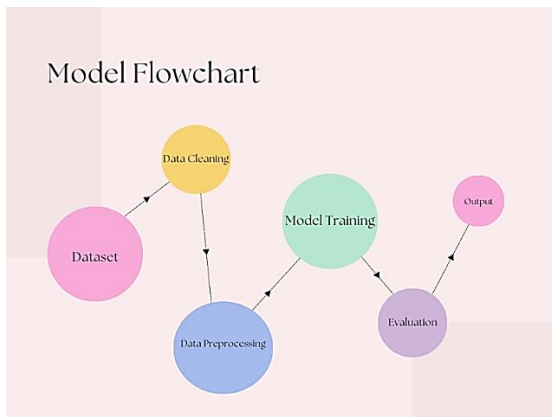 Model Flowchart
Data Cleaning
Dataset
Data Preprocessing
Model Training
Evaluation
Output